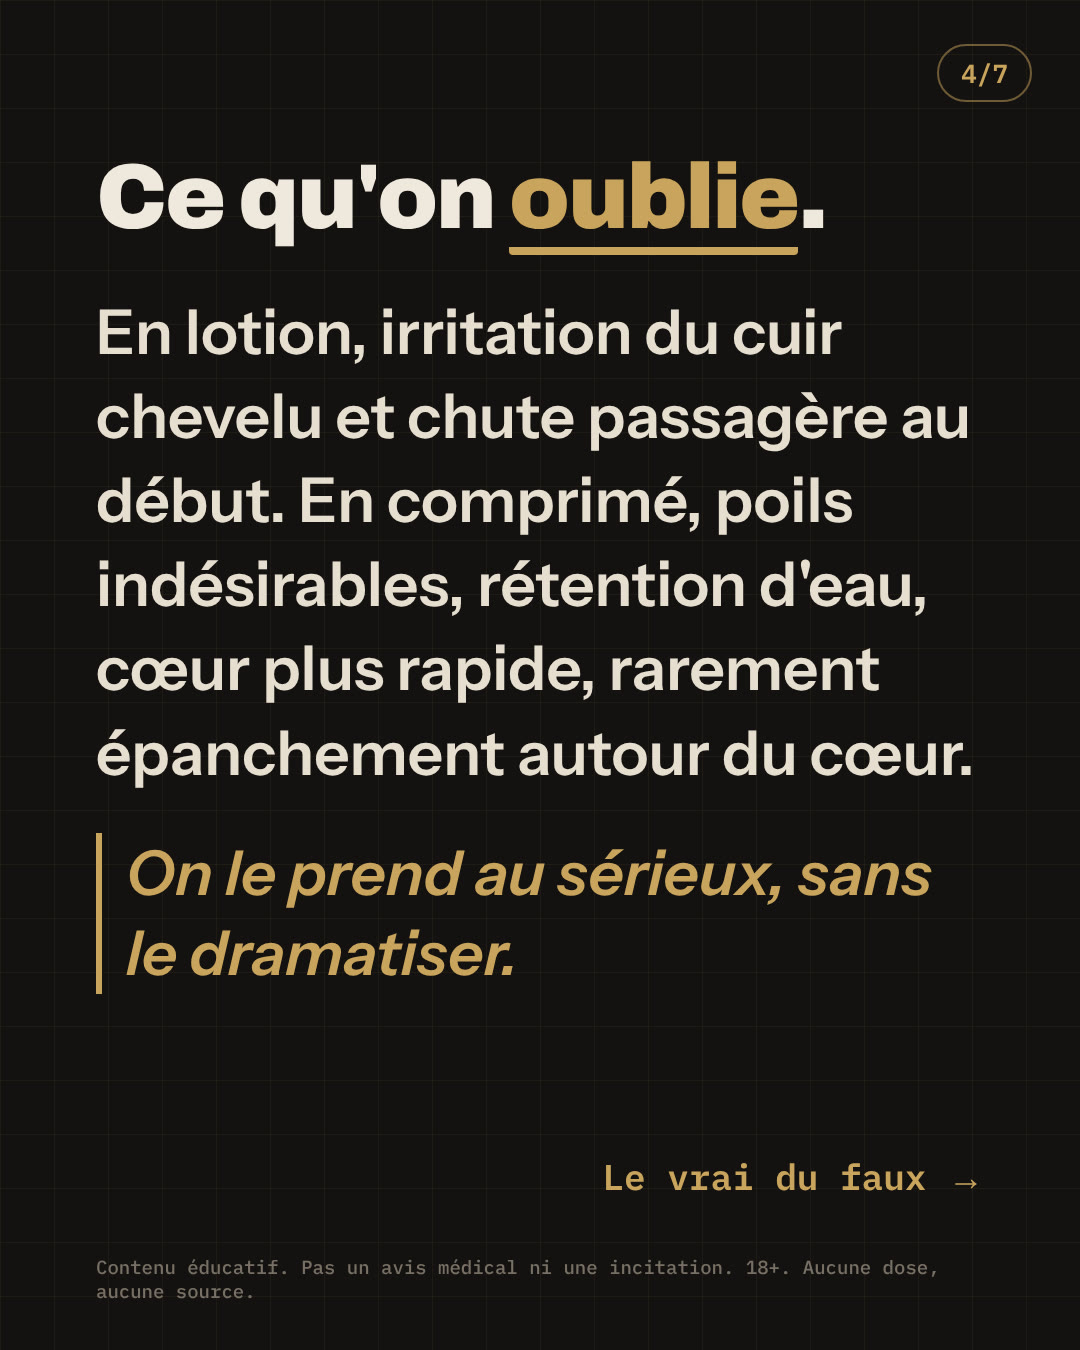 4/7
Ce qu'on oublie.
En lotion, irritation du cuir
chevelu et chute passagère au
début. En comprimé, poils
indésirables, rétention d'eau,
cœur plus rapide, rarement
épanchement autour du cœur.
On le prend au sérieux, sans
le dramatiser.
Le vrai du faux →
Contenu éducatif. Pas un avis médical ni une incitation. 18+. Aucune dose,
aucune source.